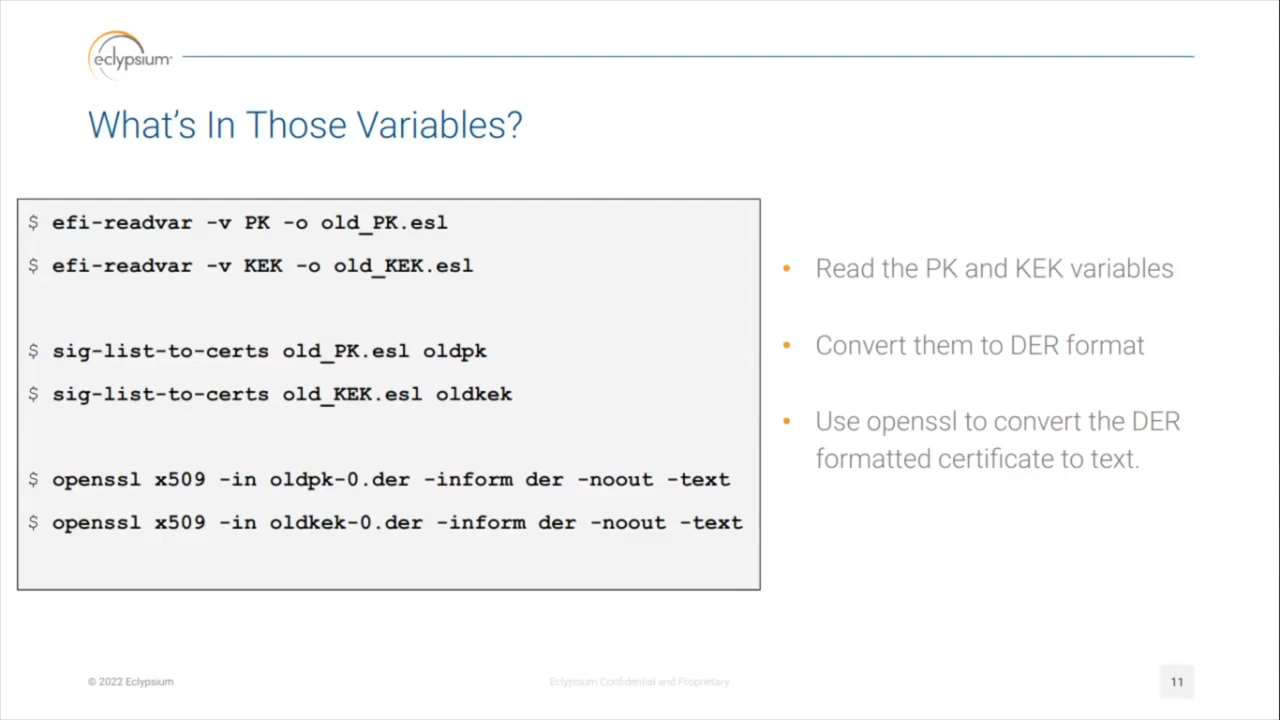 eclypsium
What's In Those Variables?
$ efi-readvar -v PK -o old_PK.esl
$ efi-readvar -v KEK -o old_KEK.esl
$ sig-list-to-certs old_PK.esl oldpk
$ sig-list-to-certs old_KEK.esl oldkek
$ openssl x509 -in oldpk-0.der -inform der -noout -text
$ openssl x509 -in oldkek-0.der -inform der -noout -text
• Read the PK and KEK variables
• Convert them to DER format
• Use openssl to convert the DER
formatted certificate to text.
© 2022 Eclypsium
Eclypsium Confidential and Proprietary
11